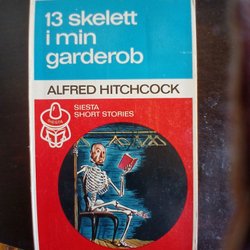 13 skelett
i min
garderob
ALFRED HITCHCOCK
SIESTA
SHORT STORIES